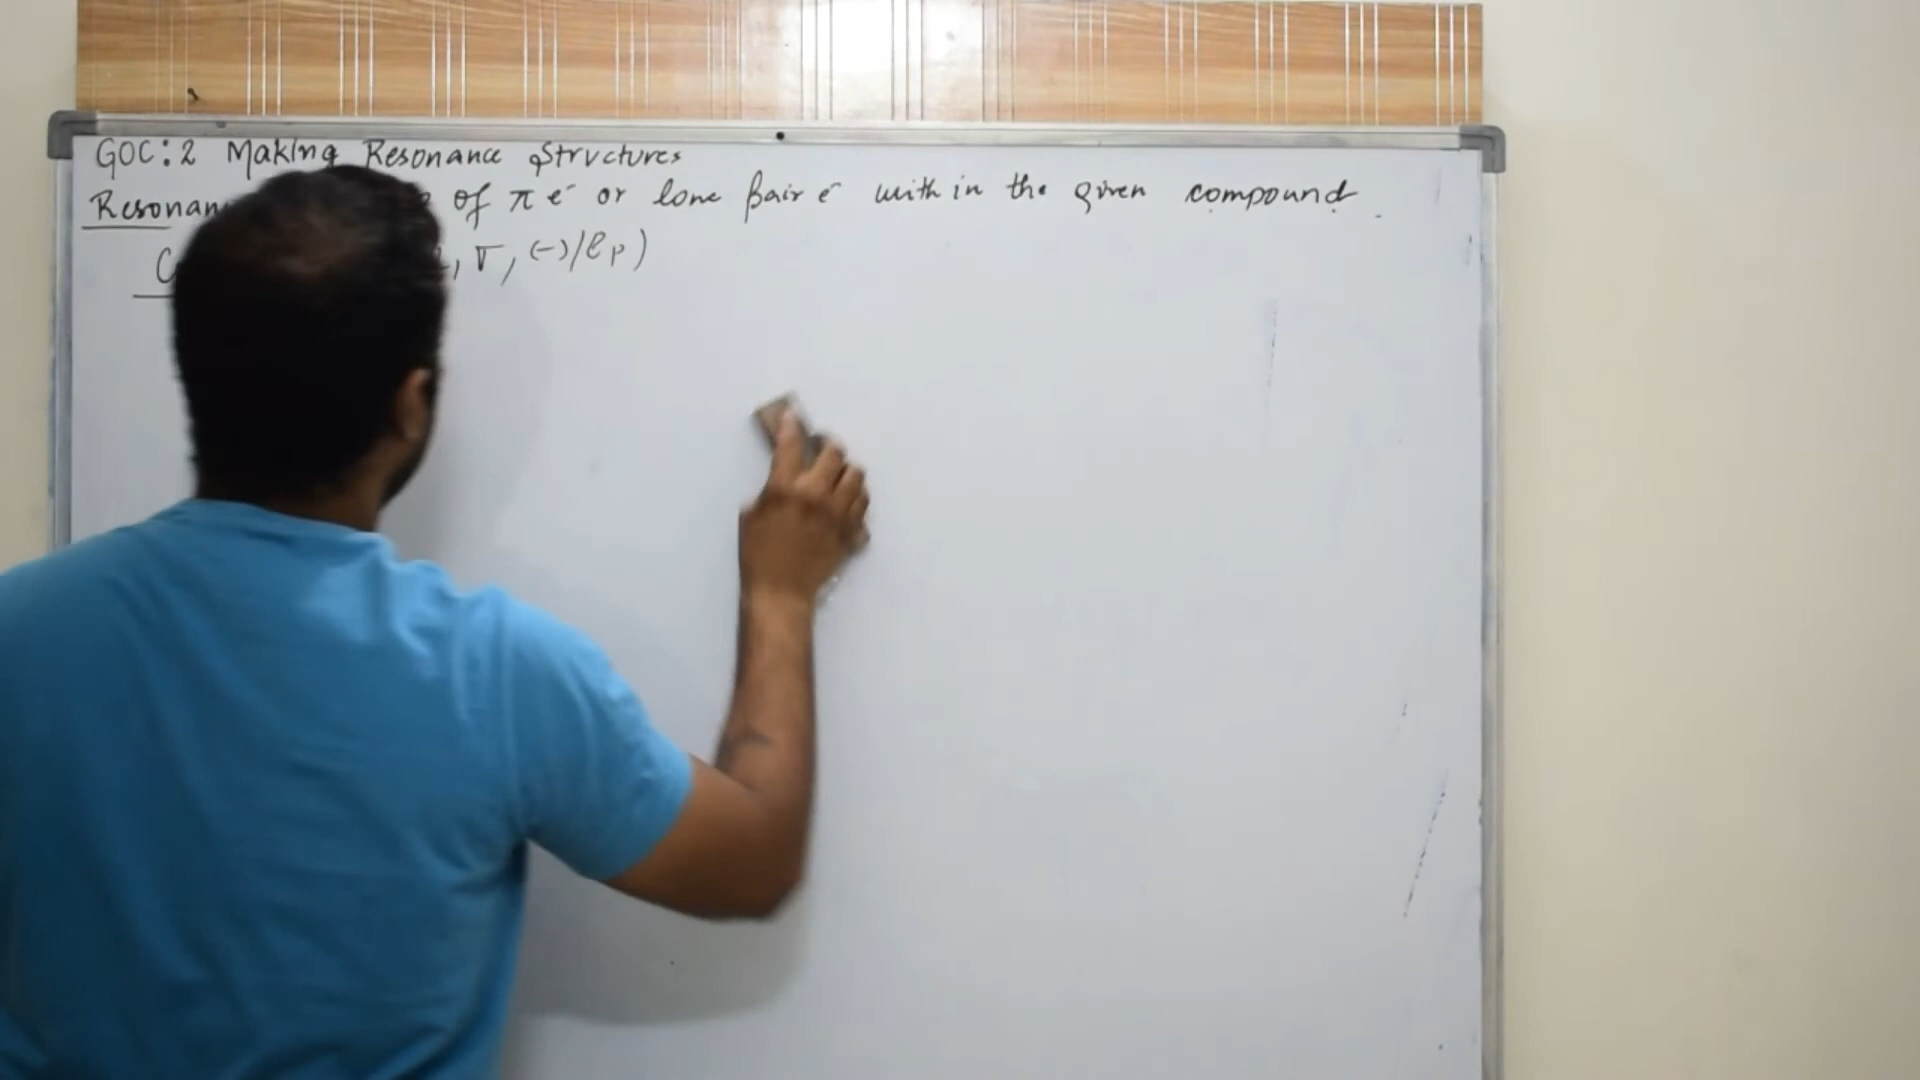 GOC:2 Making Resonance Structures
Resonan of π e⁻ or lone pair e⁻ with in the given compound.
C , σ, (-)/lp)